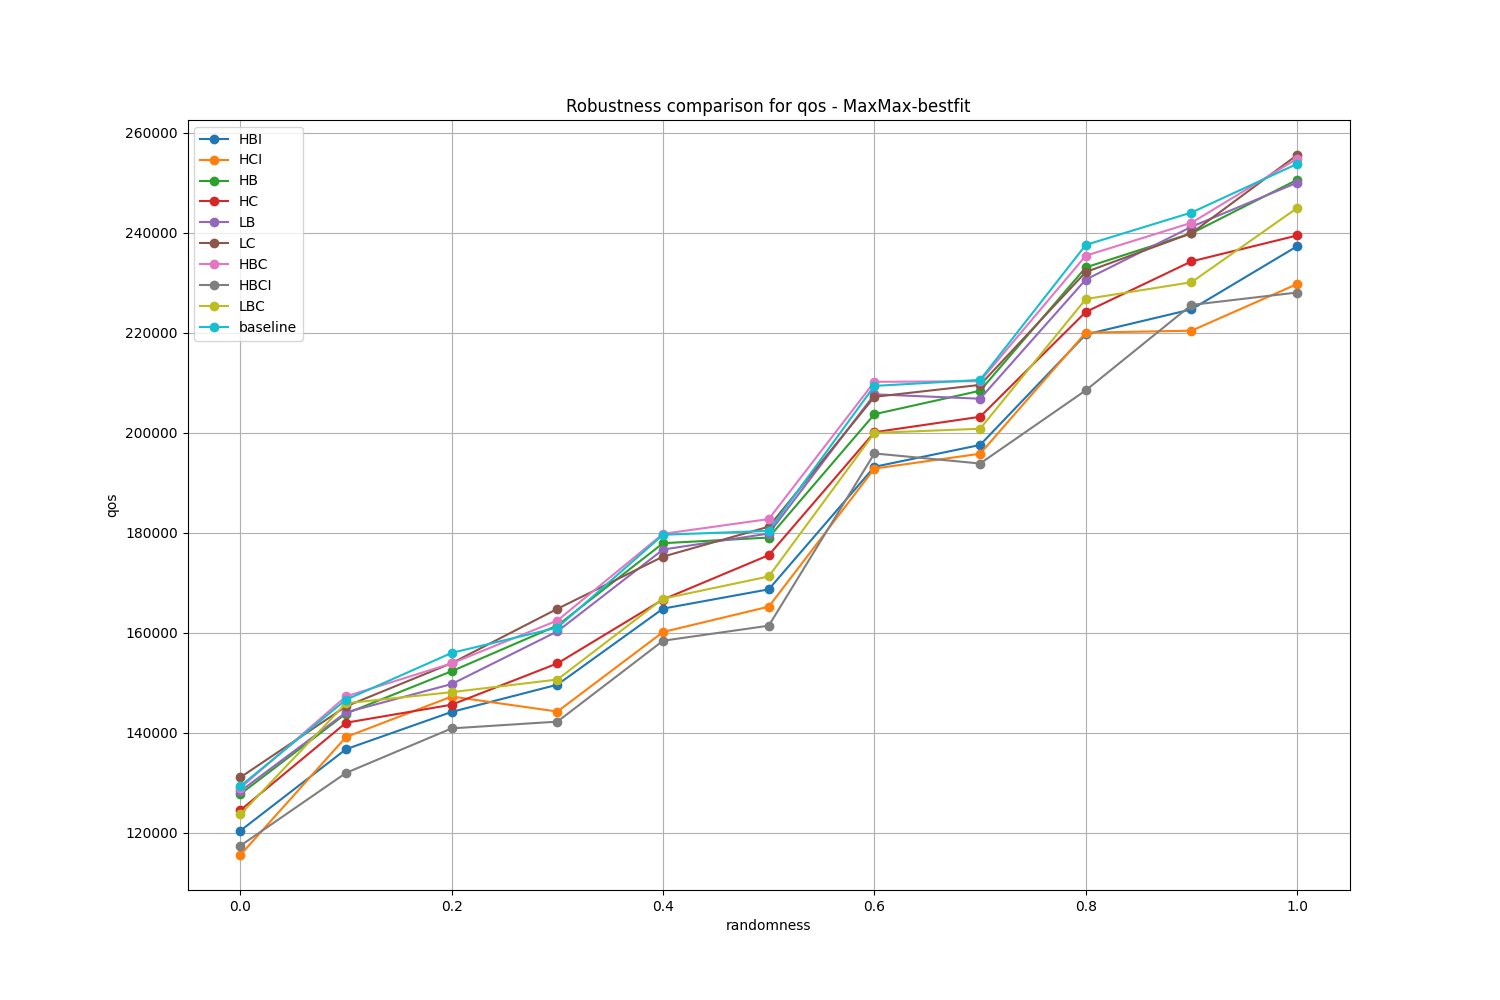 Robustness comparison for qos - MaxMax-bestfit
HBI
HCI
HB
HC
LB
LC
HBC
HBCI
LBC
baseline
260000
240000
220000
200000
180000
160000
140000
120000
qos
0.0 0.2 0.4 0.6 0.8 1.0
randomness